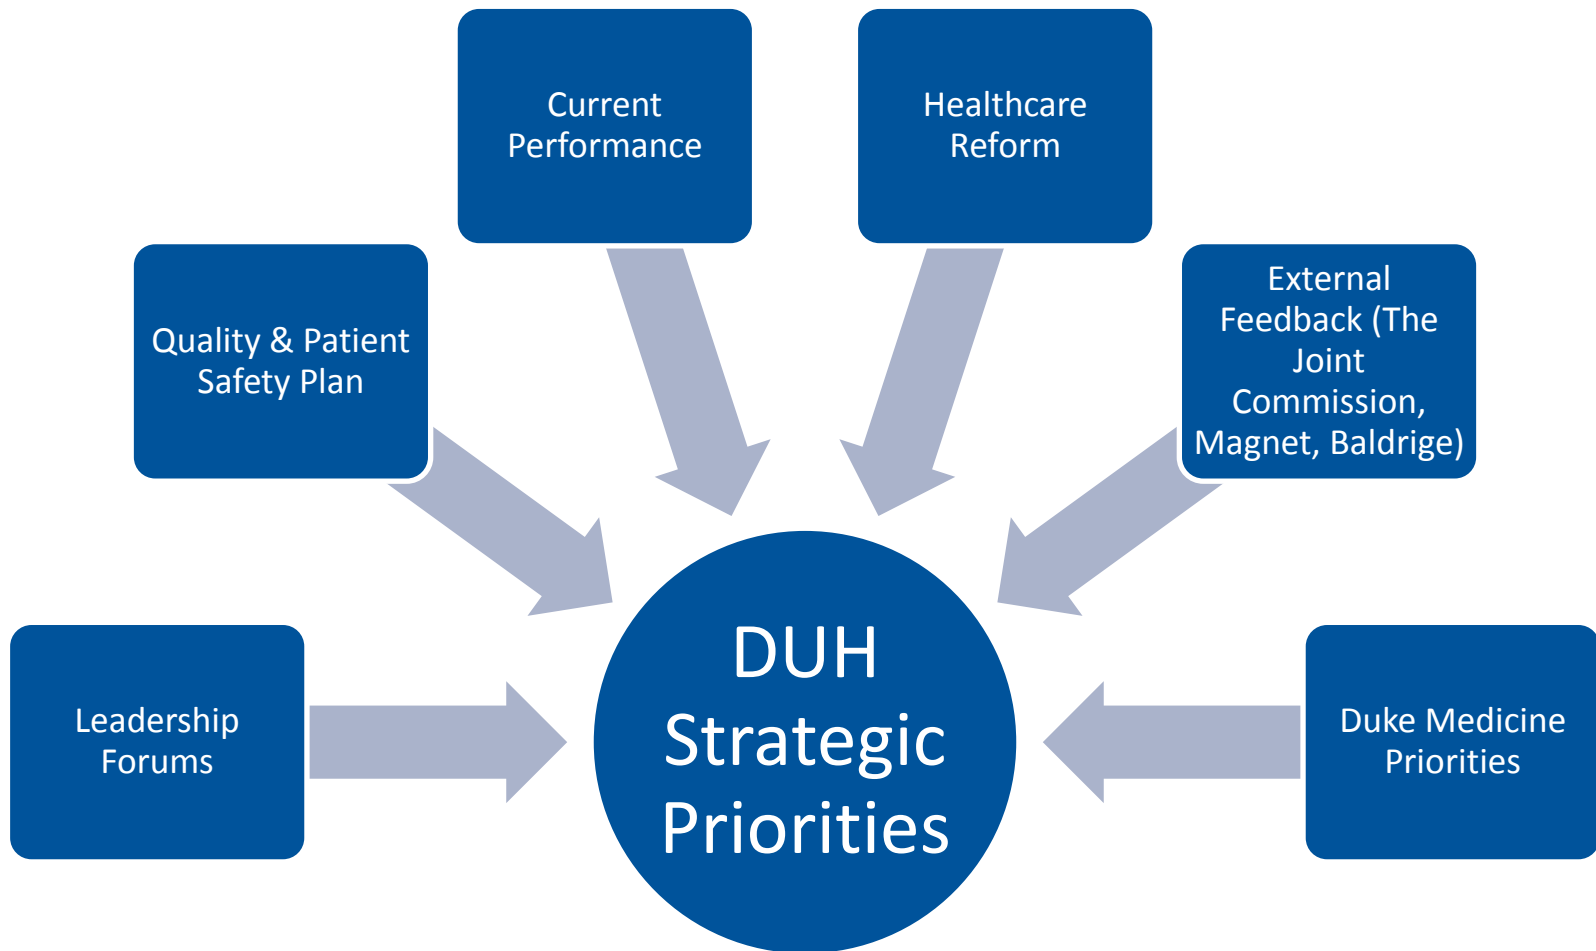 Current
Performance
Healthcare
Reform
Quality & Patient
Safety Plan
External
Feedback (The
Joint
Commission,
Magnet, Baldrige)
Leadership
Forums
DUH
Strategic
Priorities
Duke Medicine
Priorities